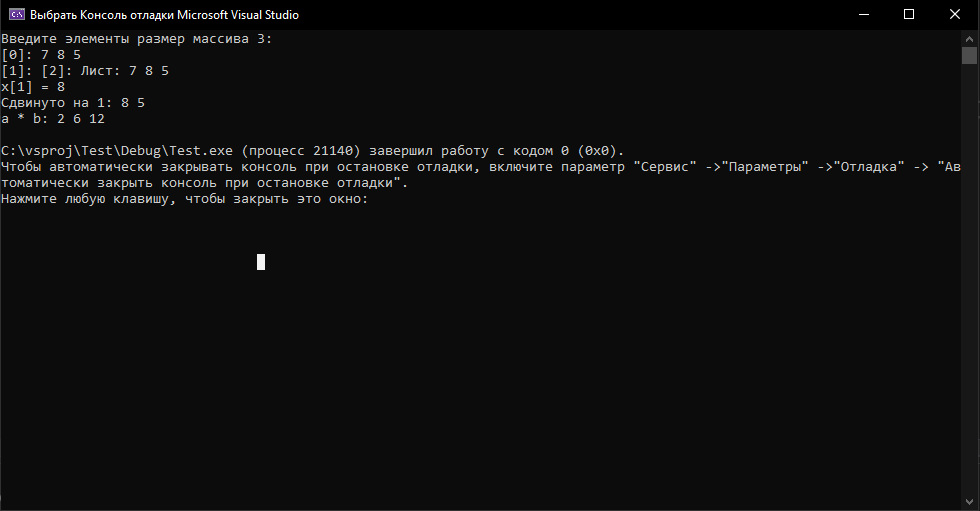 Выбрать Консоль отладки Microsoft Visual Studio
Введите элементы размер массива 3:
[0]: 7 8 5
[1]: [2]: Лист: 7 8 5
x[1] = 8
Сдвинуто на 1: 8 5
a * b: 2 6 12
C:\vsproj\Test\Debug\Test.exe (процесс 21140) завершил работу с кодом 0 (0x0).
Чтобы автоматически закрывать консоль при остановке отладки, включите параметр "Сервис" ->"Параметры" ->"Отладка" -> "Ав
томатически закрыть консоль при остановке отладки".
Нажмите любую клавишу, чтобы закрыть это окно: